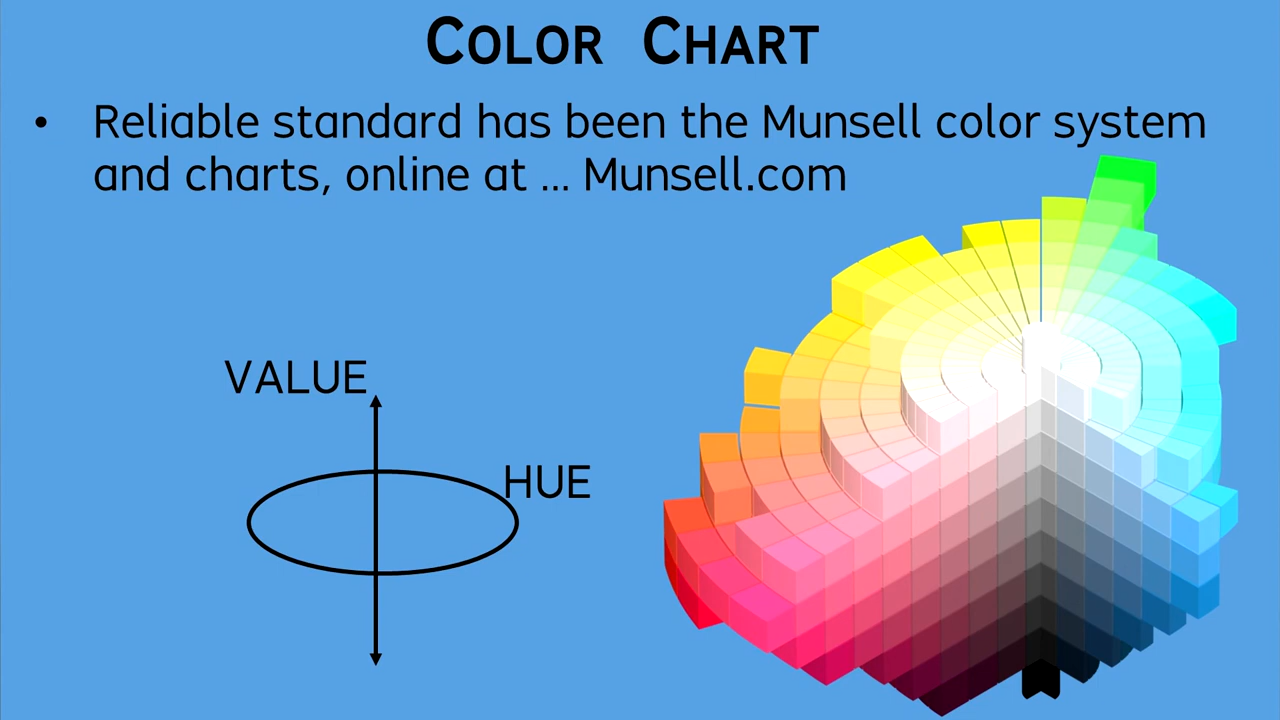 COLOR CHART
• Reliable standard has been the Munsell color system
and charts, online at ... Munsell.com
VALUE
HUE